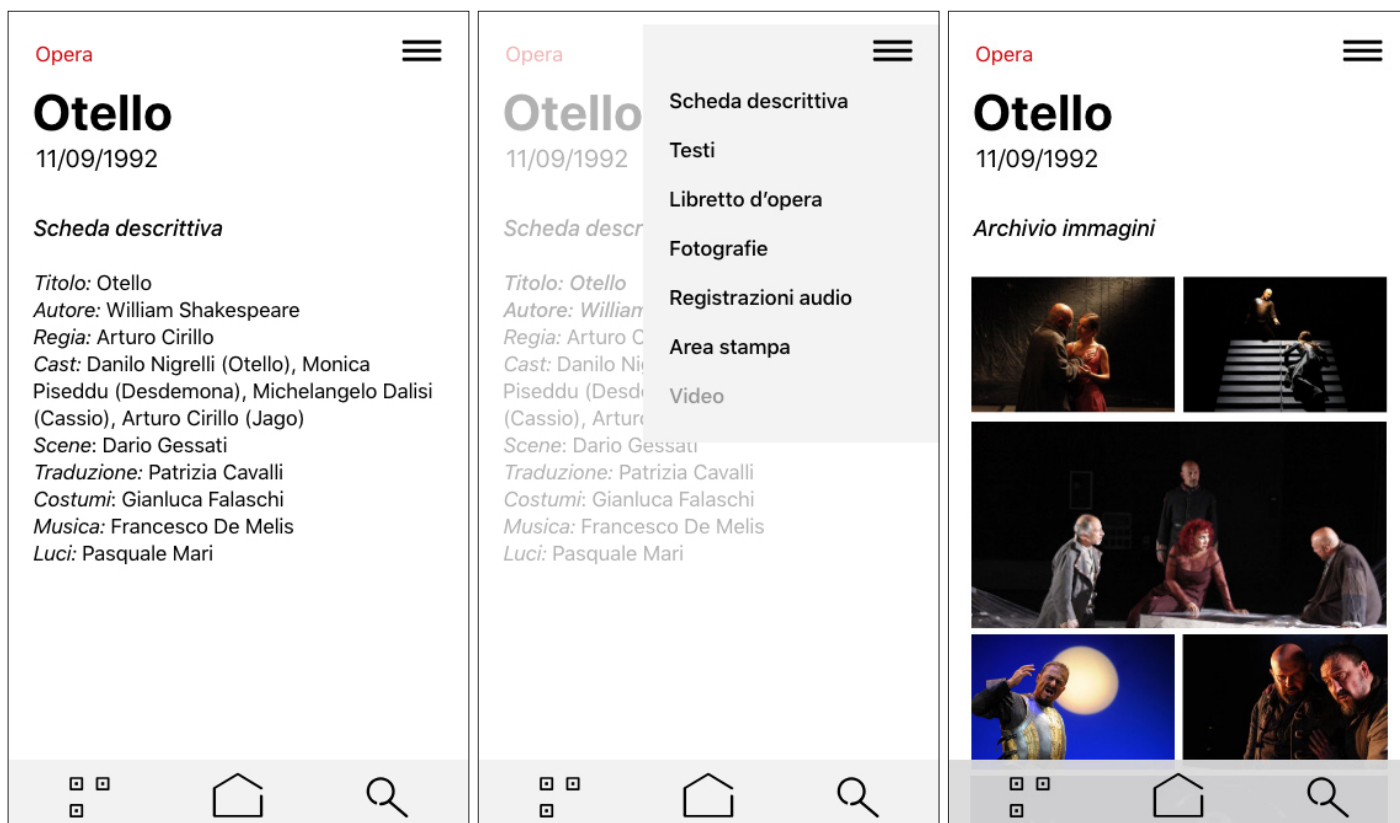 Opera
Otello
11/09/1992
Scheda descrittiva
Titolo: Otello
Autore: William Shakespeare
Regia: Arturo Cirillo
Cast: Danilo Nigrelli (Otello), Monica
Piseddu (Desdemona), Michelangelo Dalisi
(Cassio), Arturo Cirillo (Jago)
Scene: Dario Gessati
Traduzione: Patrizia Cavalli
Costumi: Gianluca Falaschi
Musica: Francesco De Melis
Luci: Pasquale Mari
Opera
Otello
11/09/1992
Scheda descr
Titolo: Otello
Autore: William
Regia: Arturo C
Cast: Danilo Nig
Piseddu (Desde
(Cassio), Arturo
Scene: Dario Gessati
Traduzione: Patrizia Cavalli
Costumi: Gianluca Falaschi
Musica: Francesco De Melis
Luci: Pasquale Mari
Scheda descrittiva
Testi
Libretto d’opera
Fotografie
Registrazioni audio
Area stampa
Video
Opera
Otello
11/09/1992
Archivio immagini